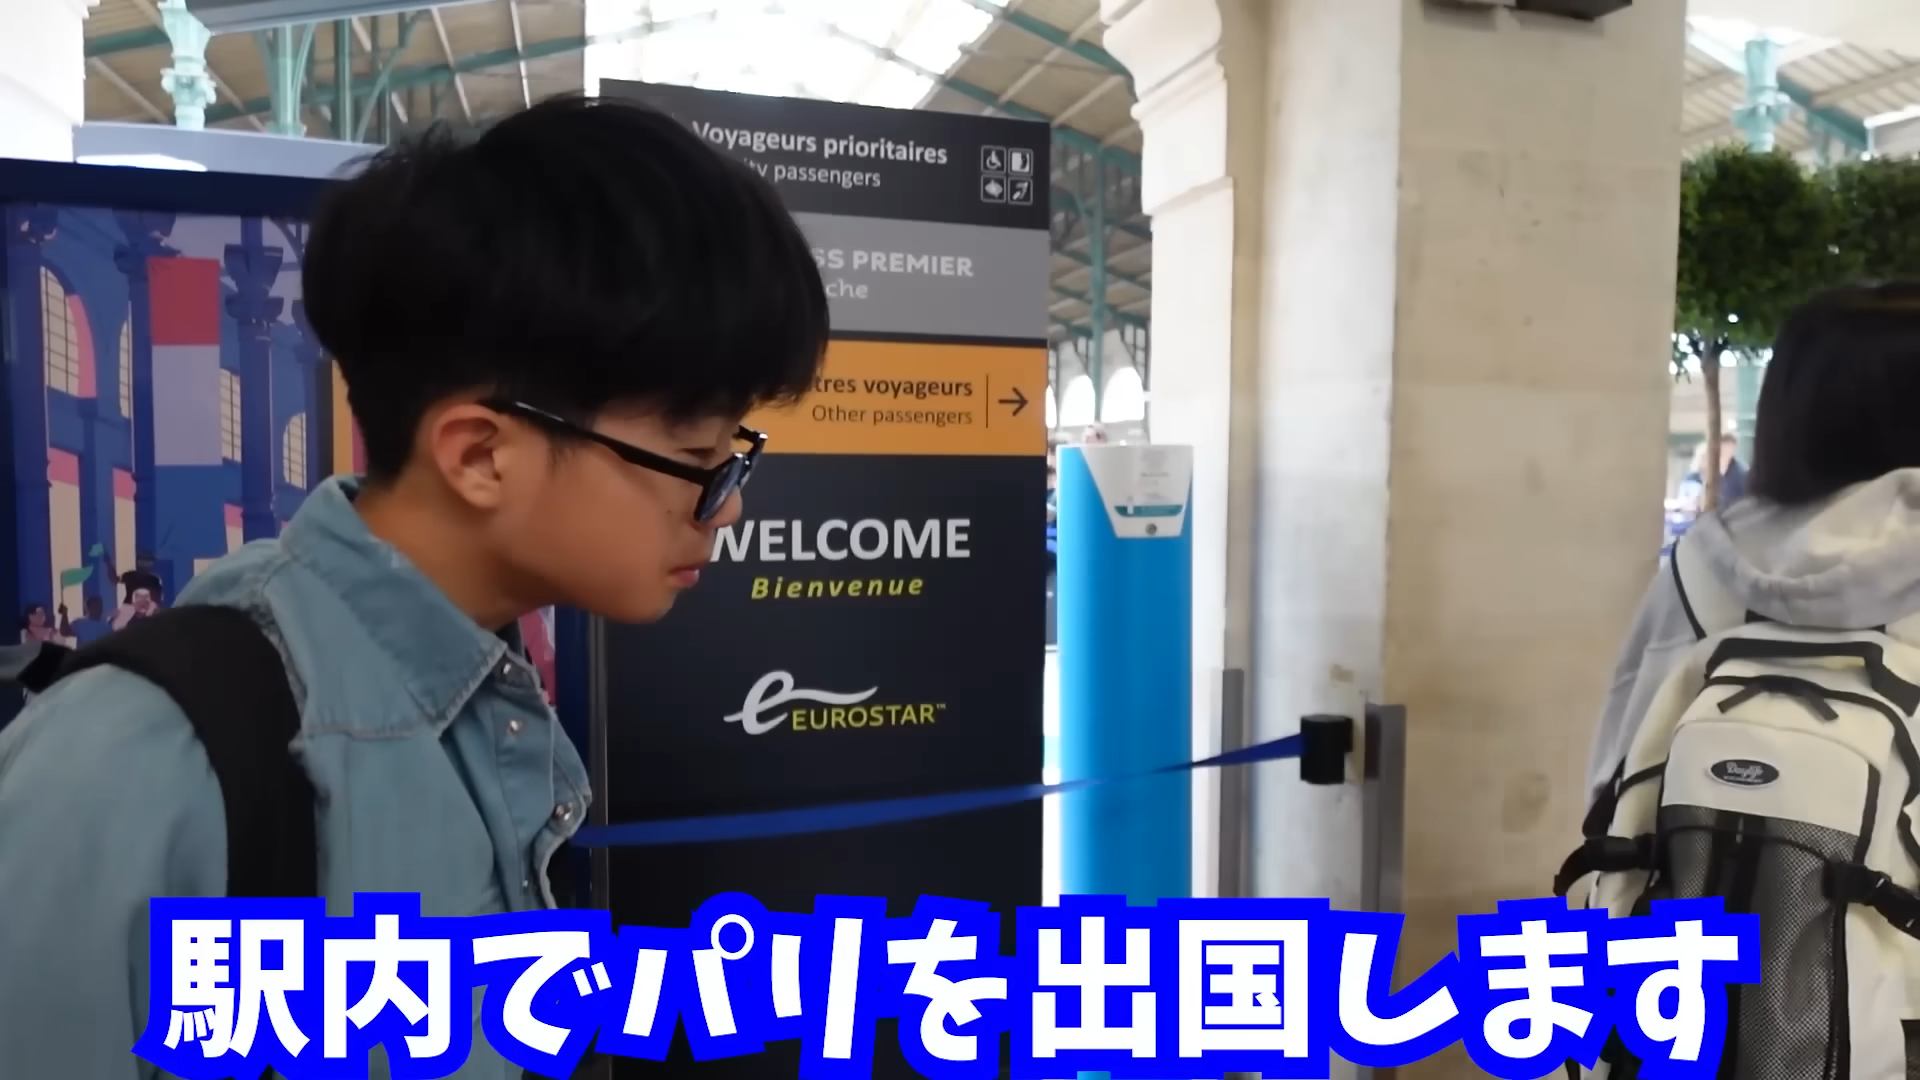 Voyageurs prioritaires
passengers
PREMIER
voyageurs
Other passengers
WELCOME
Bienvenue
EUROSTAR™
Daylife
駅内でパリを出国します